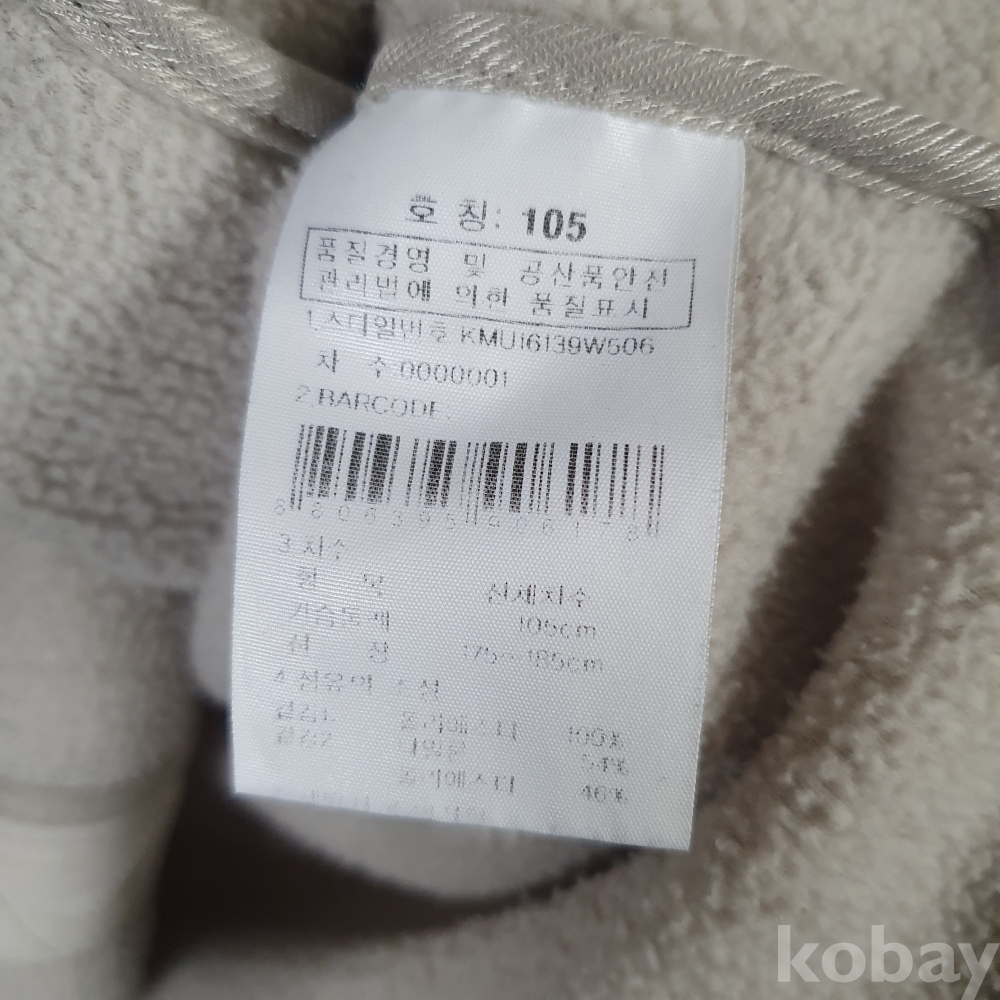 호 칭: 105
품질경영 및 공산품안전
관리법에 의한 품질표시
1.스타일번호 KMU16139W506
차 수 0000001
2.BARCODE
3.치수
항 목 신체치수
가슴둘레 105cm
신 장 175~185cm
4.섬유의 조성
겉감1 폴리에스터 100%
겉감2 나일론 54%
폴리에스터 46%
kobay